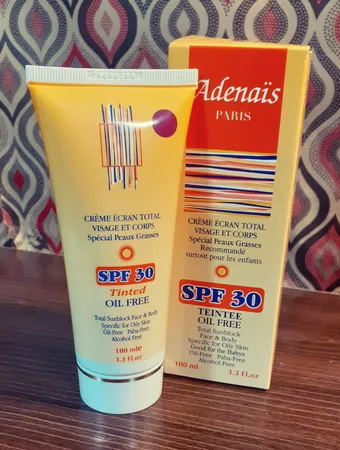 CRÈME ÉCRAN TOTAL
VISAGE ET CORPS
Spécial Peaux Grasses
SPF 30
Tinted
OIL FREE
Total Sunblock Face & Body
Specific for Oily Skin
Oil-Free Paba-Free
Alcohol Free
100 mlē 
3.3 Fl.oz
Adenaïs
PARIS
CRÈME ÉCRAN TOTAL
VISAGE ET CORPS
Spécial Peaux Grasses
Recommandé
surtout pour les enfants
SPF 30
TEINTEE
OIL FREE
Total Sunblock
Face & Body
Specific for Oily Skin
Good for the Babys
Oil-Free Paba-Free
Alcohol Free
100 ml 3.3 Fl.oz